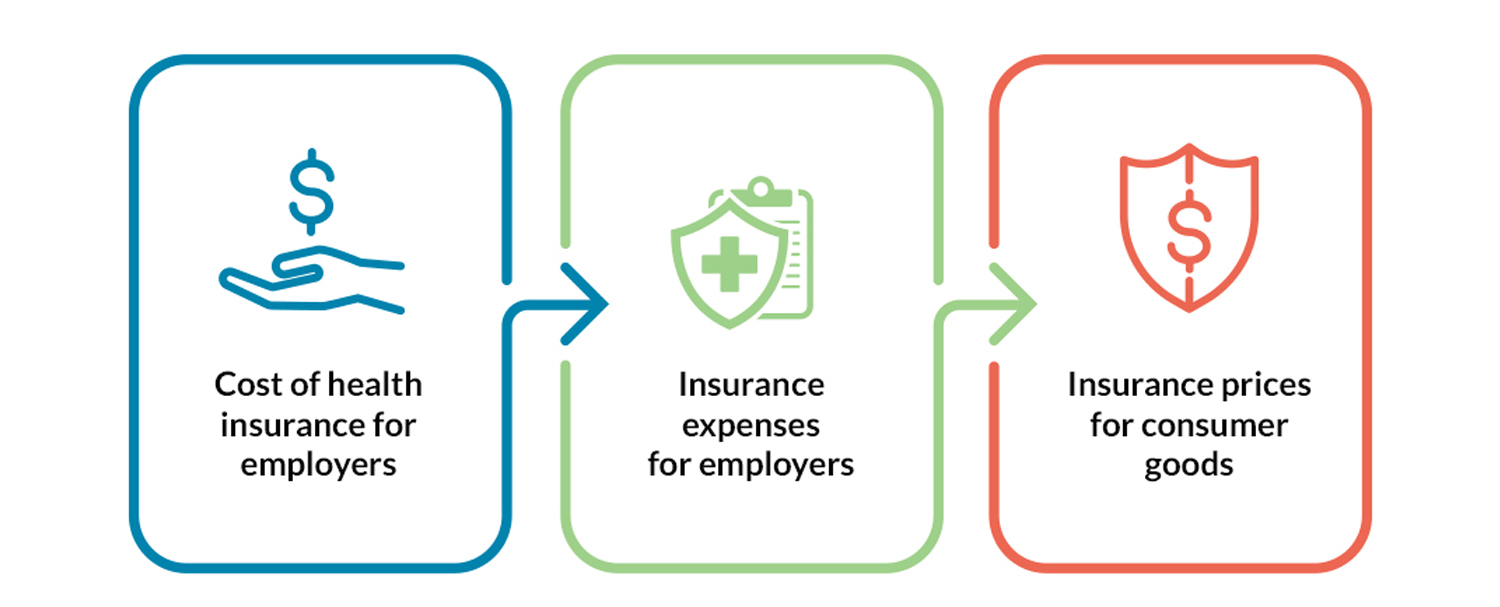 Cost of health
insurance for
employers
Insurance
expenses
for employers
Insurance prices
for consumer
goods